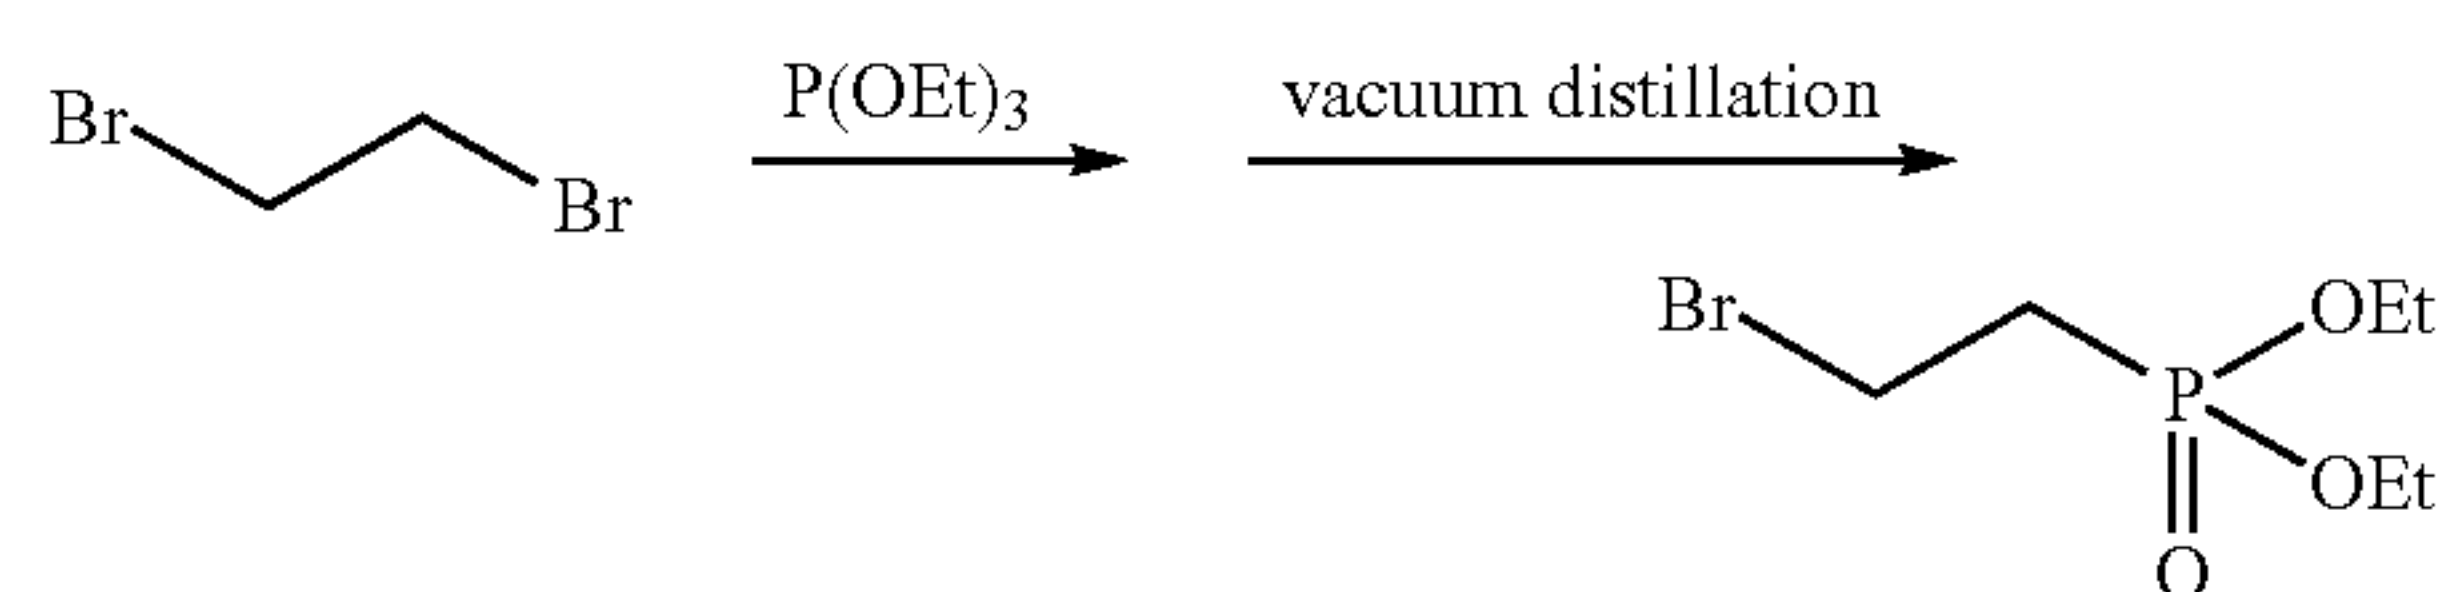 Br
Br
P(OEt)3
vacuum distillation
Br
OEt
P
OEt
O